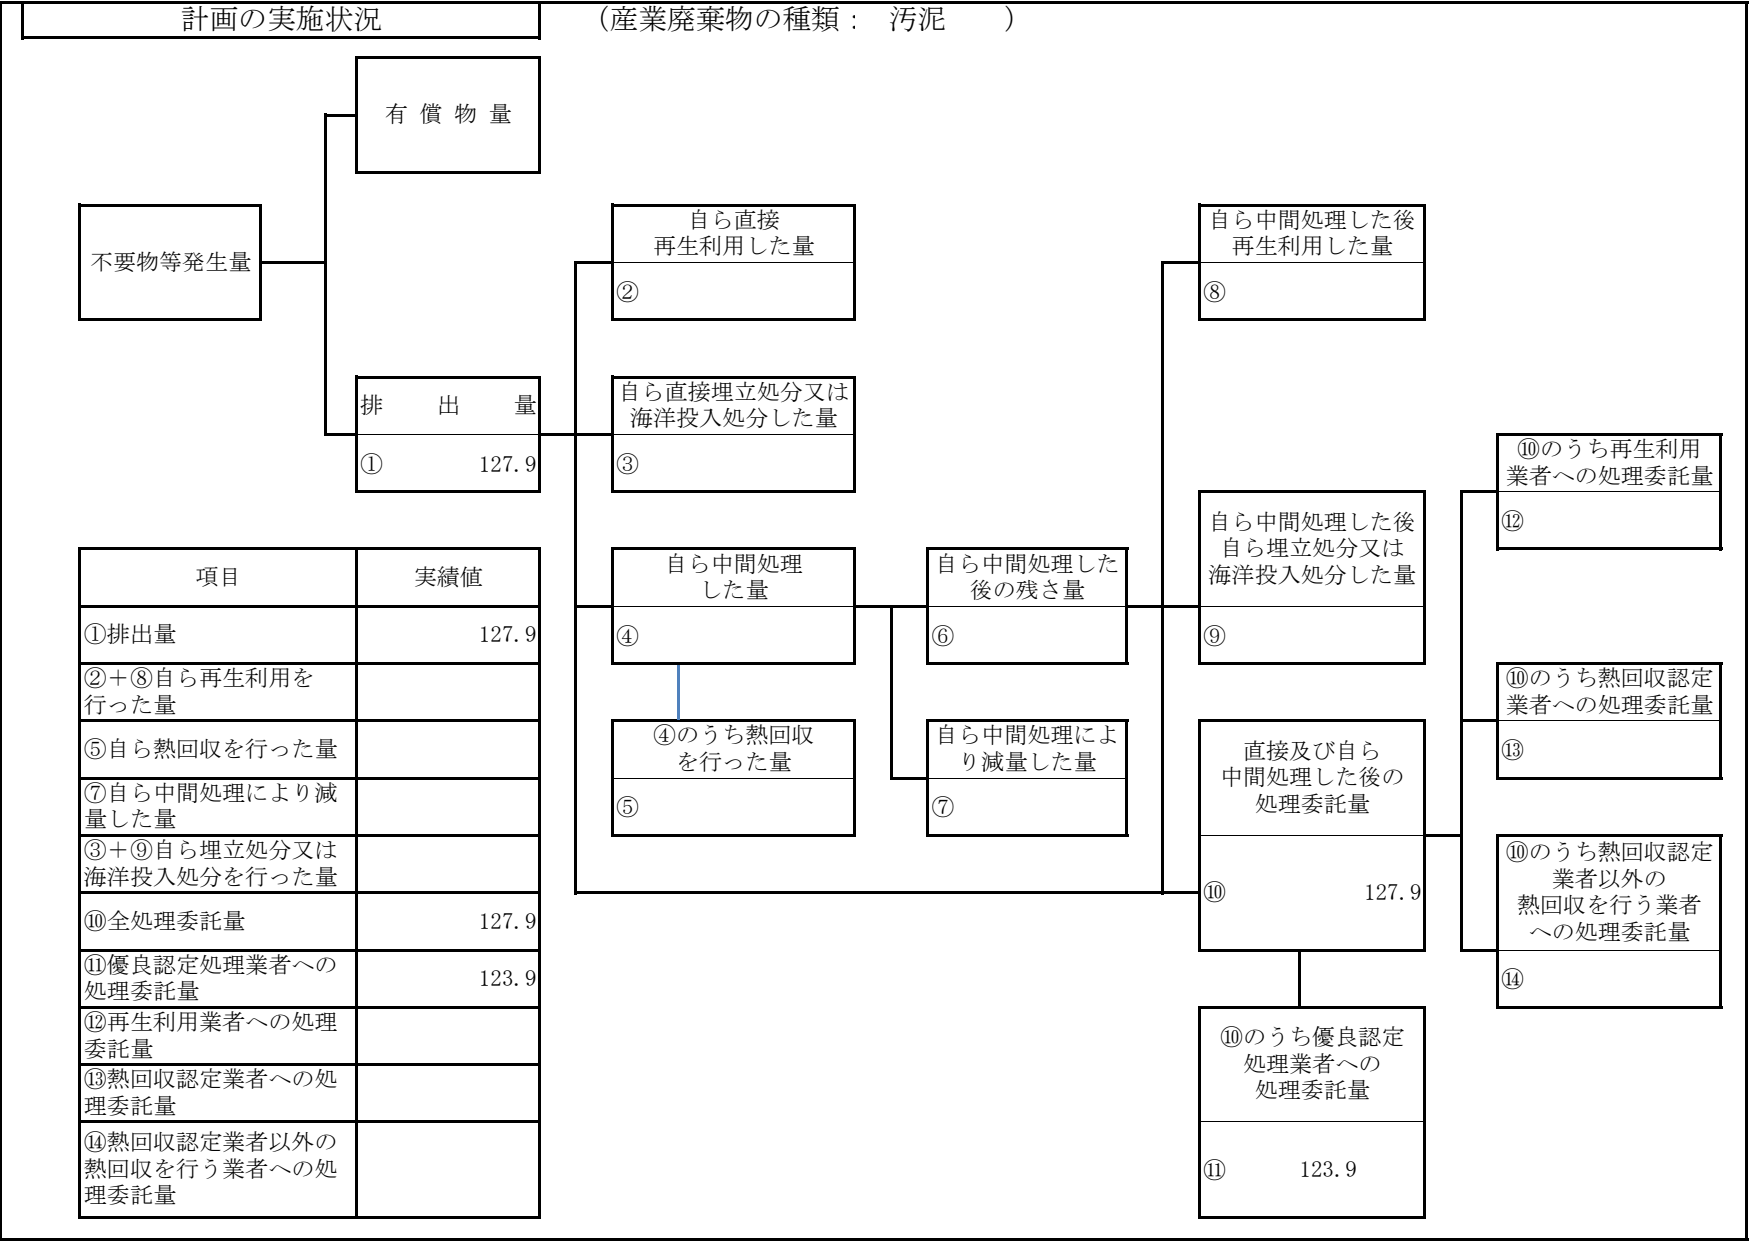 計画の実施状況
（産業廃棄物の種類： 汚泥 ）
有 償 物 量
不要物等発生量
自ら直接
再生利用した量
②
自ら中間処理した後
再生利用した量
⑧
排 出 量
① 127.9
自ら直接埋立処分又は
海洋投入処分した量
③
⑩のうち再生利用
業者への処理委託量
⑫
自ら中間処理した後
自ら埋立処分又は
海洋投入処分した量
⑨
自ら中間処理
した量
④
自ら中間処理した
後の残さ量
⑥
⑩のうち熱回収認定
業者への処理委託量
⑬
④のうち熱回収
を行った量
⑤
自ら中間処理によ
り減量した量
⑦
直接及び自ら
中間処理した後の
処理委託量
⑩ 127.9
⑩のうち熱回収認定
業者以外の
熱回収を行う業者
への処理委託量
⑭
⑩のうち優良認定
処理業者への
処理委託量
⑪ 123.9
項目 実績値
①排出量 127.9
②＋⑧自ら再生利用を
行った量
⑤自ら熱回収を行った量
⑦自ら中間処理により減
量した量
③＋⑨自ら埋立処分又は
海洋投入処分を行った量
⑩全処理委託量 127.9
⑪優良認定処理業者への
処理委託量 123.9
⑫再生利用業者への処理
委託量
⑬熱回収認定業者への処
理委託量
⑭熱回収認定業者以外の
熱回収を行う業者への処
理委託量